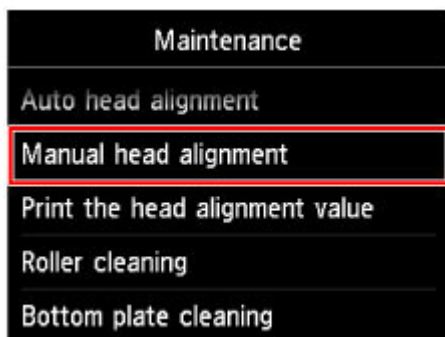 Maintenance
Auto head alignment
Manual head alignment
Print the head alignment value
Roller cleaning
Bottom plate cleaning